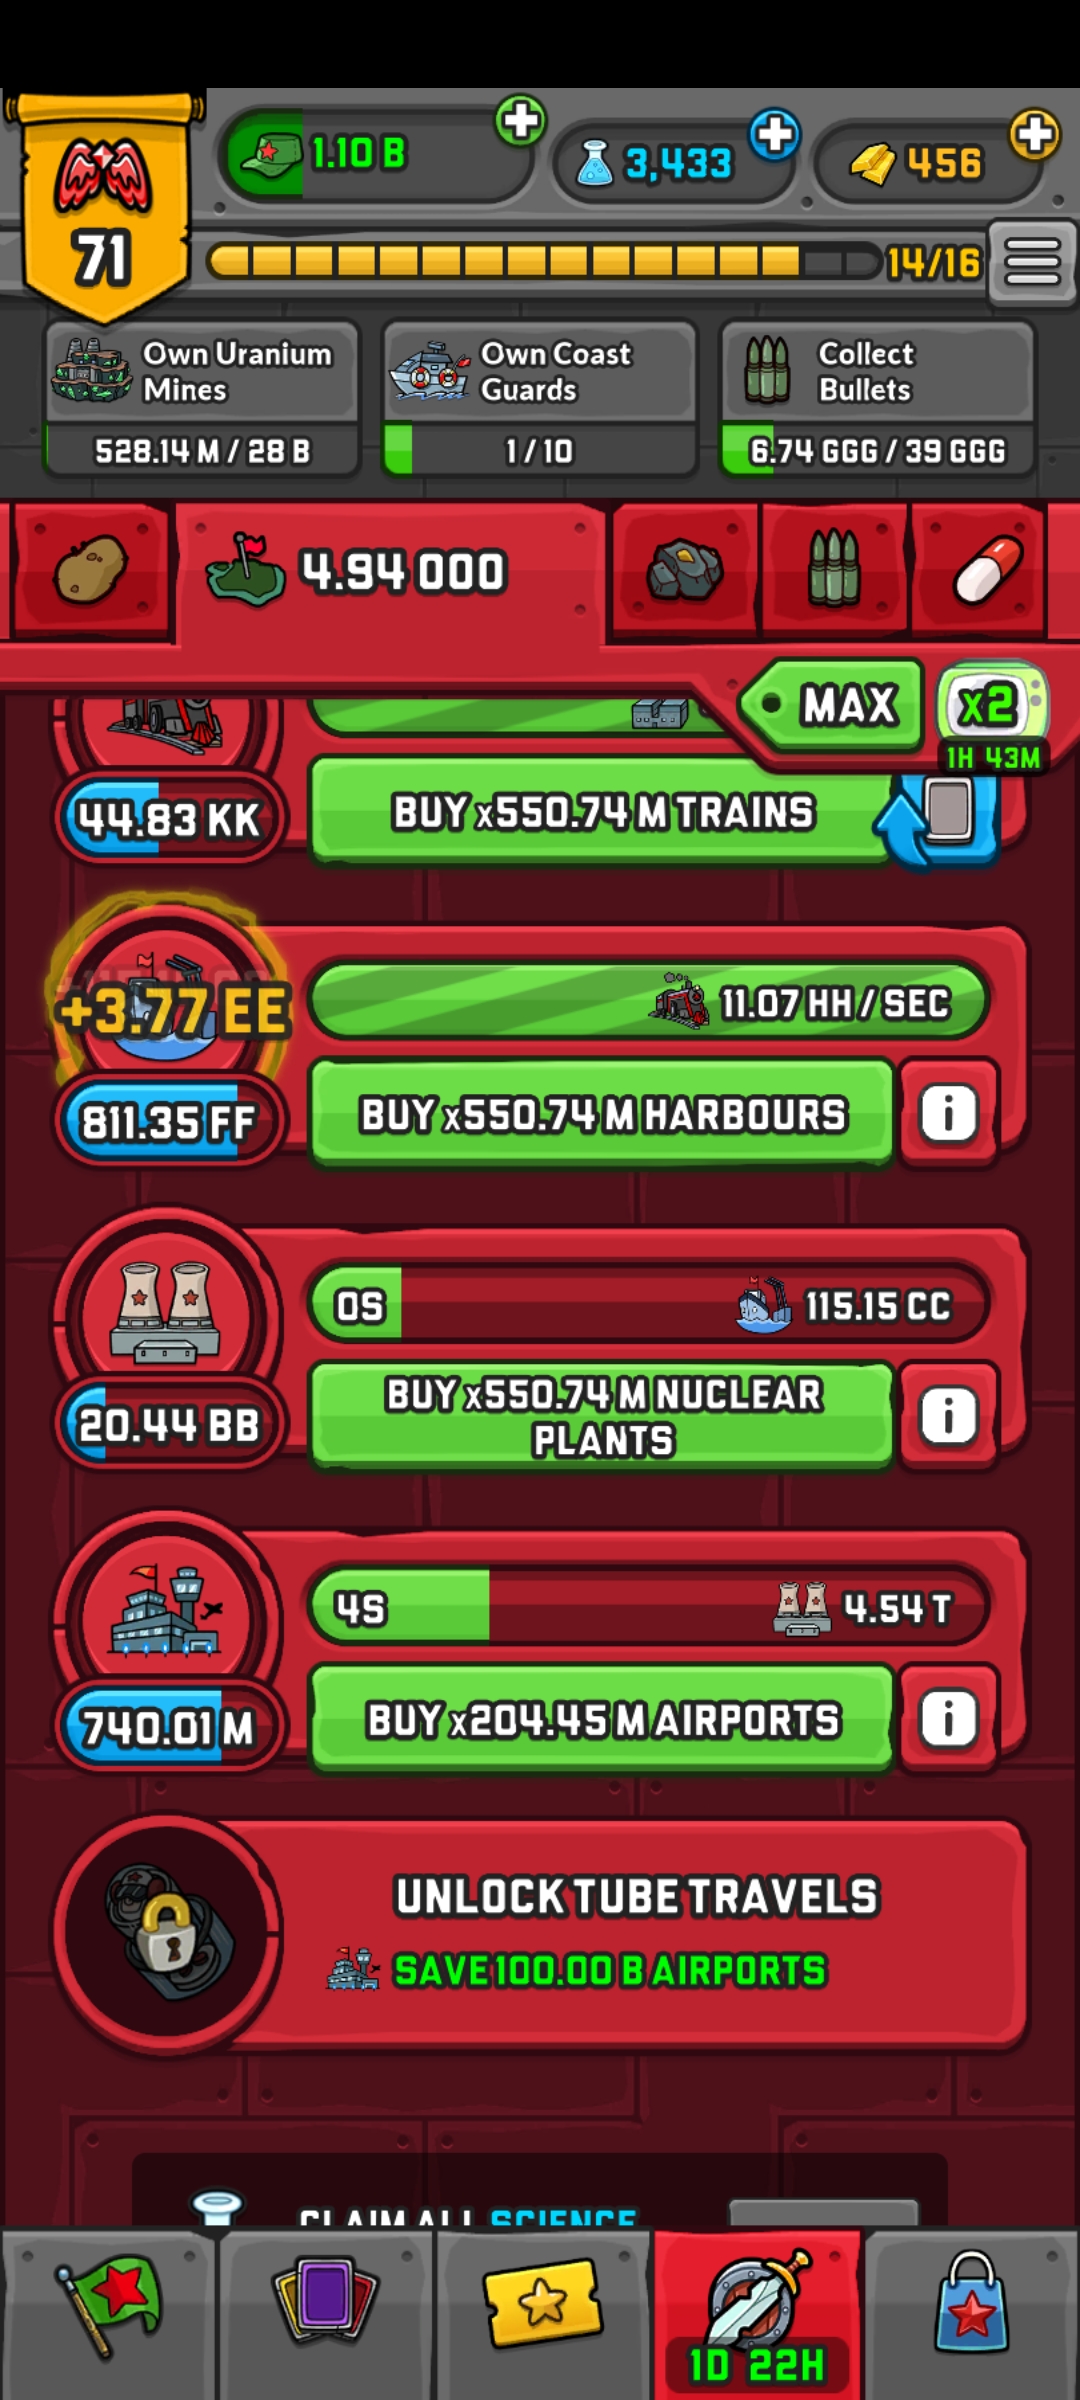 1.10 B
3,433
456
71
14/16
Own Uranium
Mines
528.14 M / 28 B
Own Coast
Guards
1 / 10
Collect
Bullets
6.74 GGG / 39 GGG
4.94 OOO
MAX
x2
1H 43M
44.83 KK
BUY x550.74 M TRAINS
+3.77 EE
11.07 HH / SEC
811.35 FF
BUY x550.74 M HARBOURS
0S
115.15 CC
20.44 BB
BUY x550.74 M NUCLEAR
PLANTS
4S
4.54 T
740.01 M
BUY x204.45 M AIRPORTS
UNLOCK TUBE TRAVELS
SAVE 100.00 B AIRPORTS
CLAIM ALL SCIENCE
1D 22H